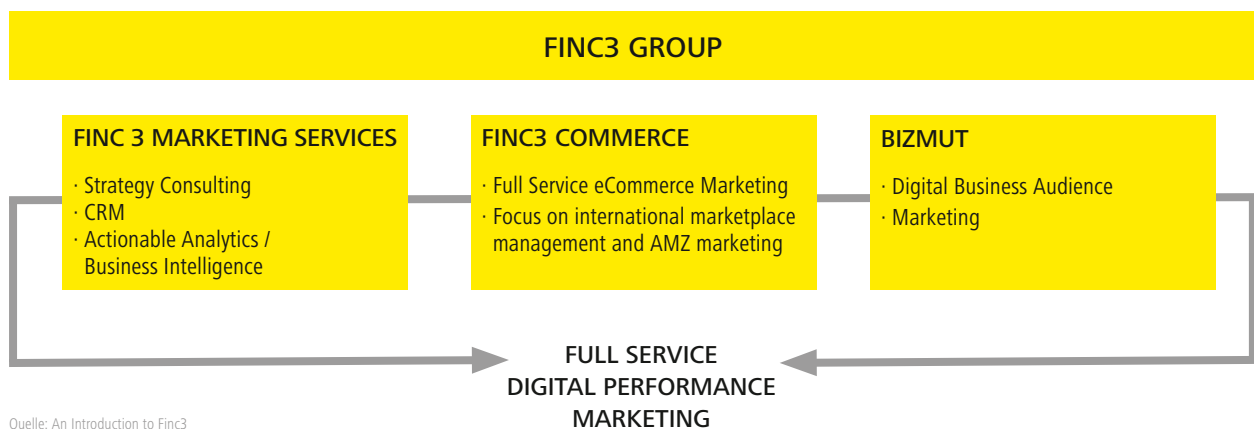 FINC3 GROUP
FINC 3 MARKETING SERVICES
· Strategy Consulting
· CRM
· Actionable Analytics /
Business Intelligence
FINC3 COMMERCE
· Full Service eCommerce Marketing
· Focus on international marketplace
management and AMZ marketing
BIZMUT
· Digital Business Audience
· Marketing
FULL SERVICE
DIGITAL PERFORMANCE
MARKETING
Quelle: An Introduction to Finc3